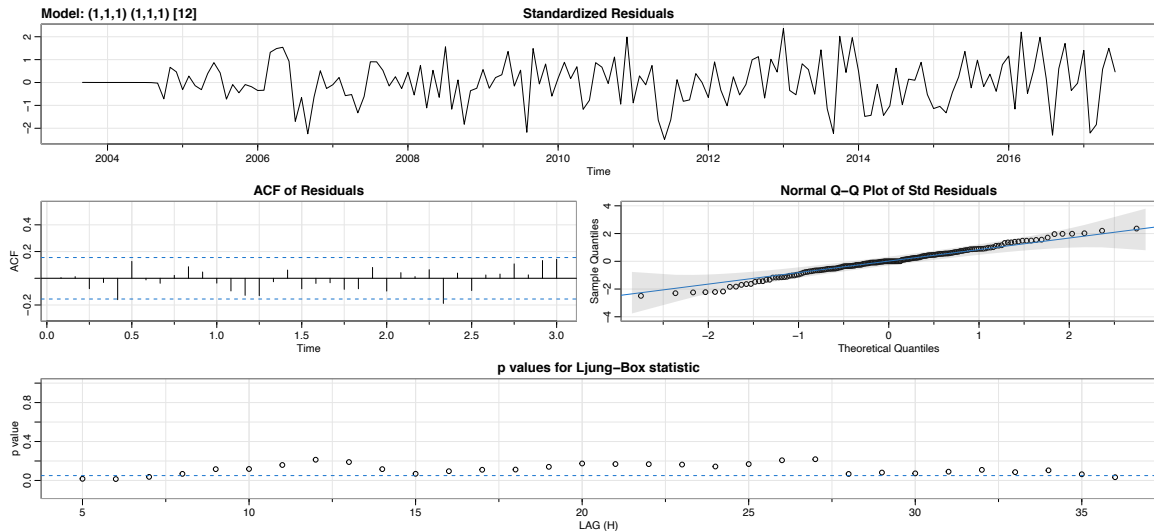 Model: (1,1,1) (1,1,1) [12] Standardized Residuals
2
1
0
−1
−2
2004 2006 2008 2010 2012 2014 2016
Time
ACF of Residuals
ACF
0.4
0.1
−0.2
0.0 0.5 1.0 1.5 2.0 2.5 3.0
Time
Normal Q−Q Plot of Std Residuals
Sample Quantiles
4
2
0
−2
−4
−2 −1 0 1 2
Theoretical Quantiles
p values for Ljung−Box statistic
p value
0.8
0.4
0.0
5 10 15 20 25 30 35
LAG (H)